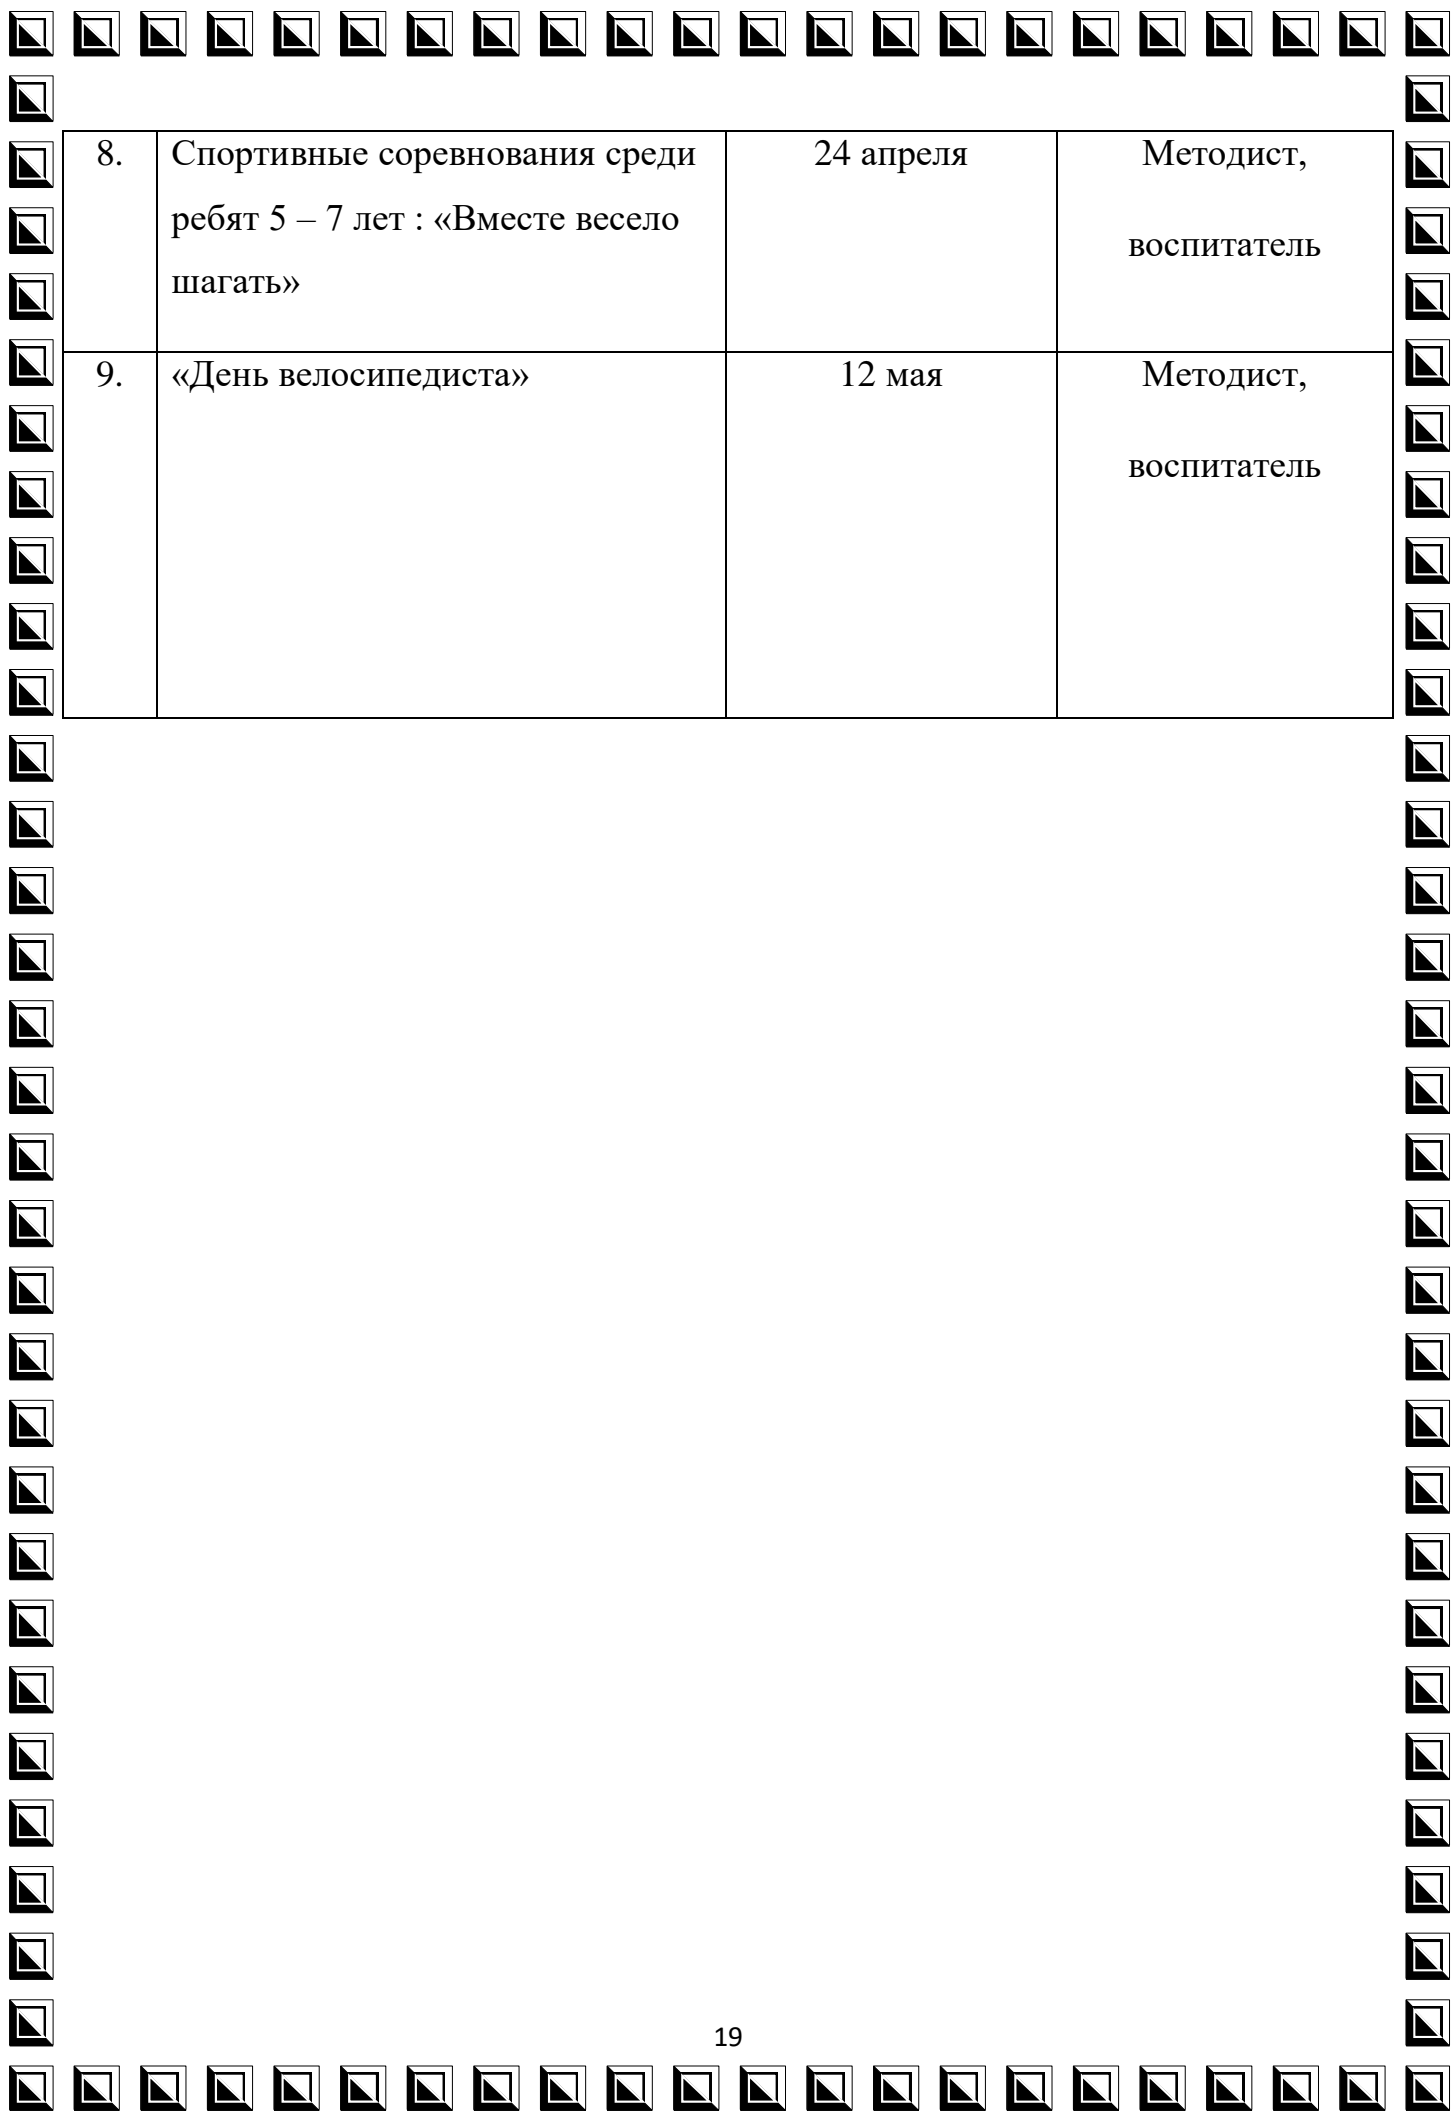 8.
Спортивные соревнования среди
ребят 5 – 7 лет : «Вместе весело
шагать»
24 апреля
Методист,
воспитатель
9.
«День велосипедиста»
12 мая
Методист,
воспитатель
19